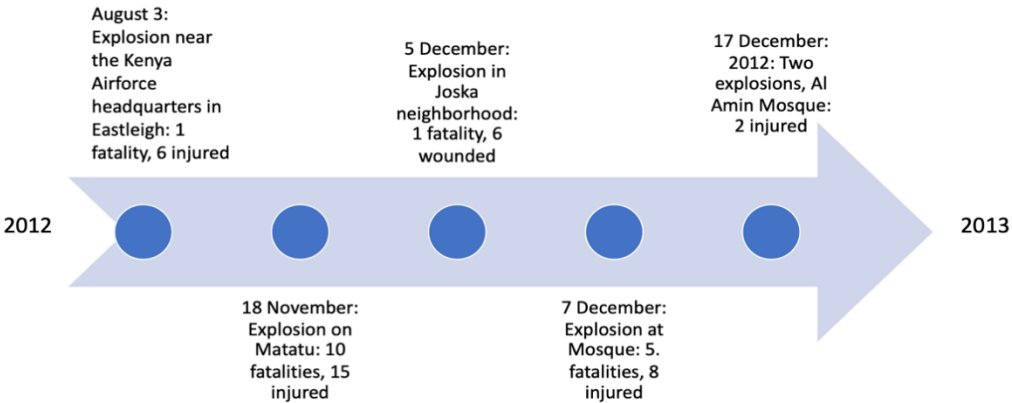 2012
August 3:
Explosion near
the Kenya
Airforce
headquarters in
Eastleigh: 1
fatality, 6 injured
18 November:
Explosion on
Matatu: 10
fatalities, 15
injured
5 December:
Explosion in
Joska
neighborhood:
1 fatality, 6
wounded
7 December:
Explosion at
Mosque: 5.
fatalities, 8
injured
17 December:
2012: Two
explosions, Al
Amin Mosque:
2 injured
2013